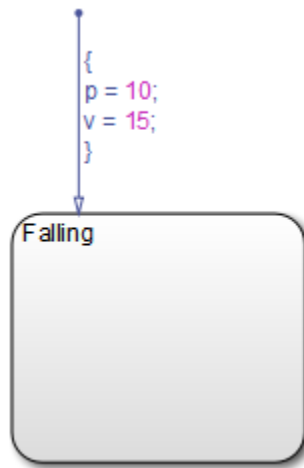 {
p = 10;
v = 15;
}
Falling